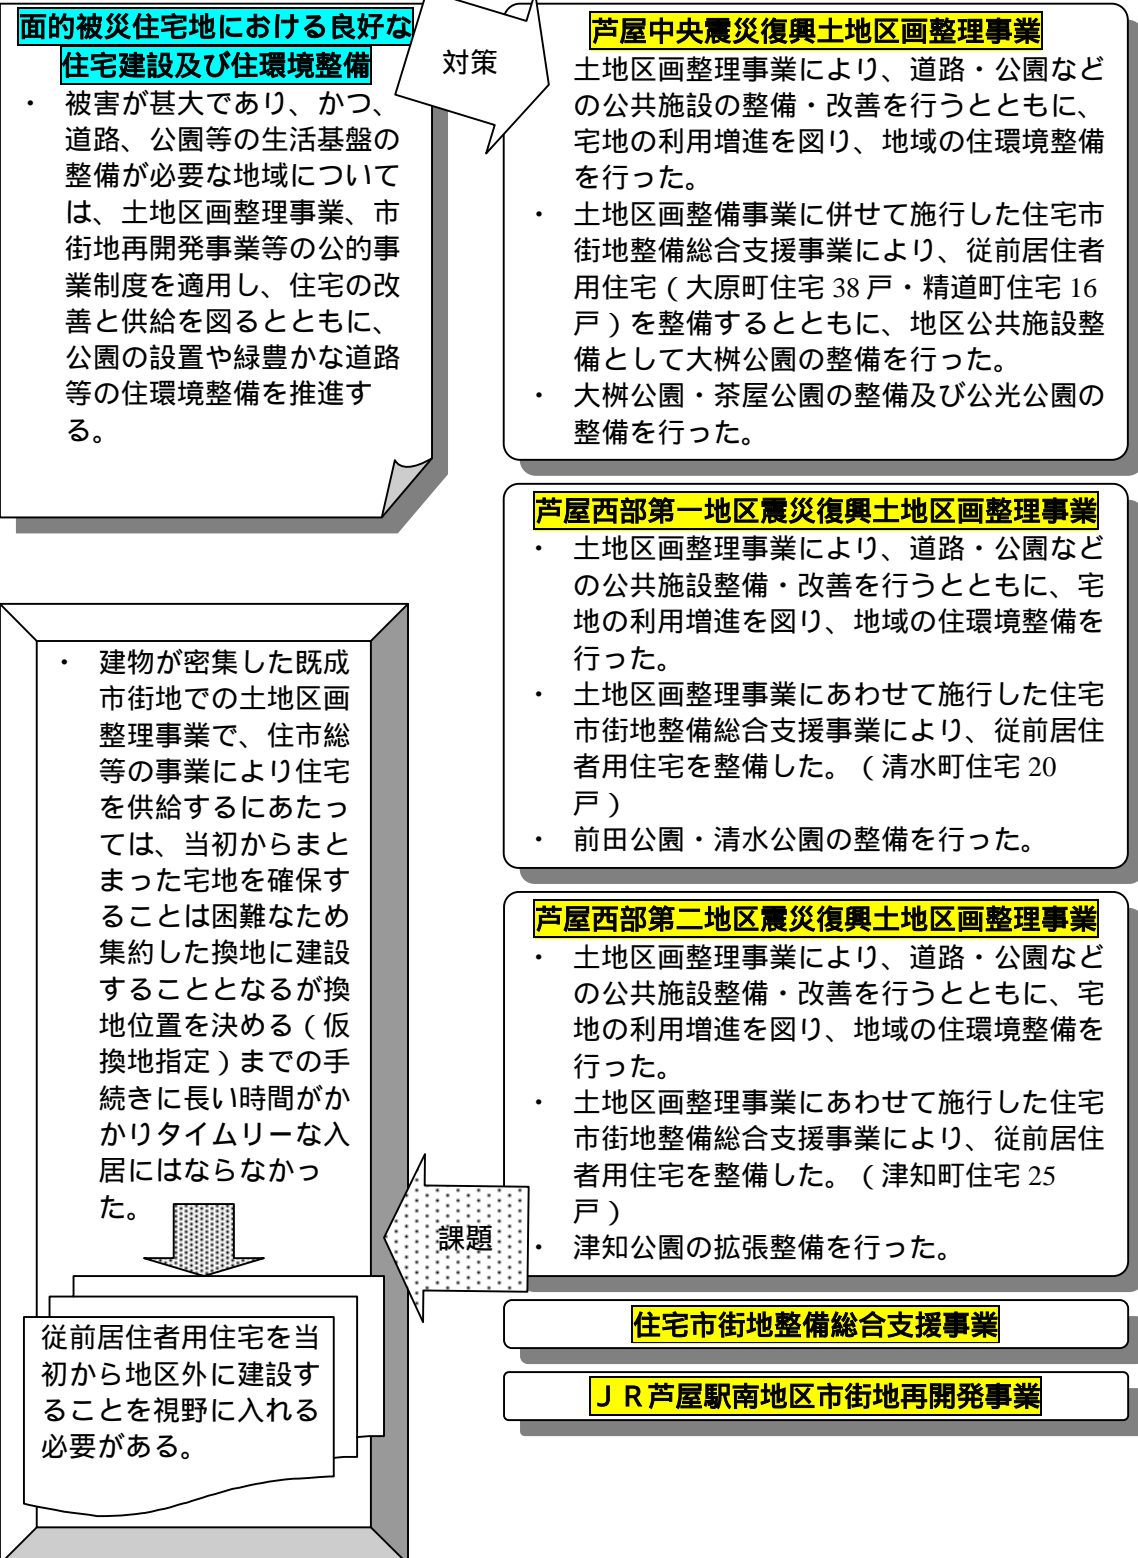 面的被災住宅地における良好な
住宅建設及び住環境整備
・ 被害が甚大であり、かつ、
道路、公園等の生活基盤の
整備が必要な地域について
は、土地区画整理事業、市
街地再開発事業等の公的事
業制度を適用し、住宅の改
善と供給を図るとともに、
公園の設置や緑豊かな道路
等の住環境整備を推進す
る。
対策
芦屋中央震災復興土地区画整理事業
土地区画整理事業により、道路・公園など
の公共施設の整備・改善を行うとともに、
宅地の利用増進を図り、地域の住環境整備
を行った。
・ 土地区画整備事業に併せて施行した住宅市
街地整備総合支援事業により、従前居住者
用住宅（大原町住宅 38 戸・精道町住宅 16
戸）を整備するとともに、地区公共施設整
備として大桝公園の整備を行った。
・ 大桝公園・茶屋公園の整備及び公光公園の
整備を行った。
芦屋西部第一地区震災復興土地区画整理事業
・ 土地区画整理事業により、道路・公園など
の公共施設整備・改善を行うとともに、宅
地の利用増進を図り、地域の住環境整備を
行った。
・ 土地区画整理事業にあわせて施行した住宅
市街地整備総合支援事業により、従前居住
者用住宅を整備した。（清水町住宅 20
戸）
・ 前田公園・清水公園の整備を行った。
芦屋西部第二地区震災復興土地区画整理事業
・ 土地区画整理事業により、道路・公園など
の公共施設整備・改善を行うとともに、宅
地の利用増進を図り、地域の住環境整備を
行った。
・ 土地区画整理事業にあわせて施行した住宅
市街地整備総合支援事業により、従前居住
者用住宅を整備した。（津知町住宅 25
戸）
・ 津知公園の拡張整備を行った。
住宅市街地整備総合支援事業
ＪＲ芦屋駅南地区市街地再開発事業
課題
・ 建物が密集した既成
市街地での土地区画
整理事業で、住市総
等の事業により住宅
を供給するにあたっ
ては、当初からまと
まった宅地を確保す
ることは困難なため
集約した換地に建設
することとなるが換
地位置を決める（仮
換地指定）までの手
続きに長い時間がか
かりタイムリーな入
居にはならなかっ
た。
従前居住者用住宅を当
初から地区外に建設す
ることを視野に入れる
必要がある。